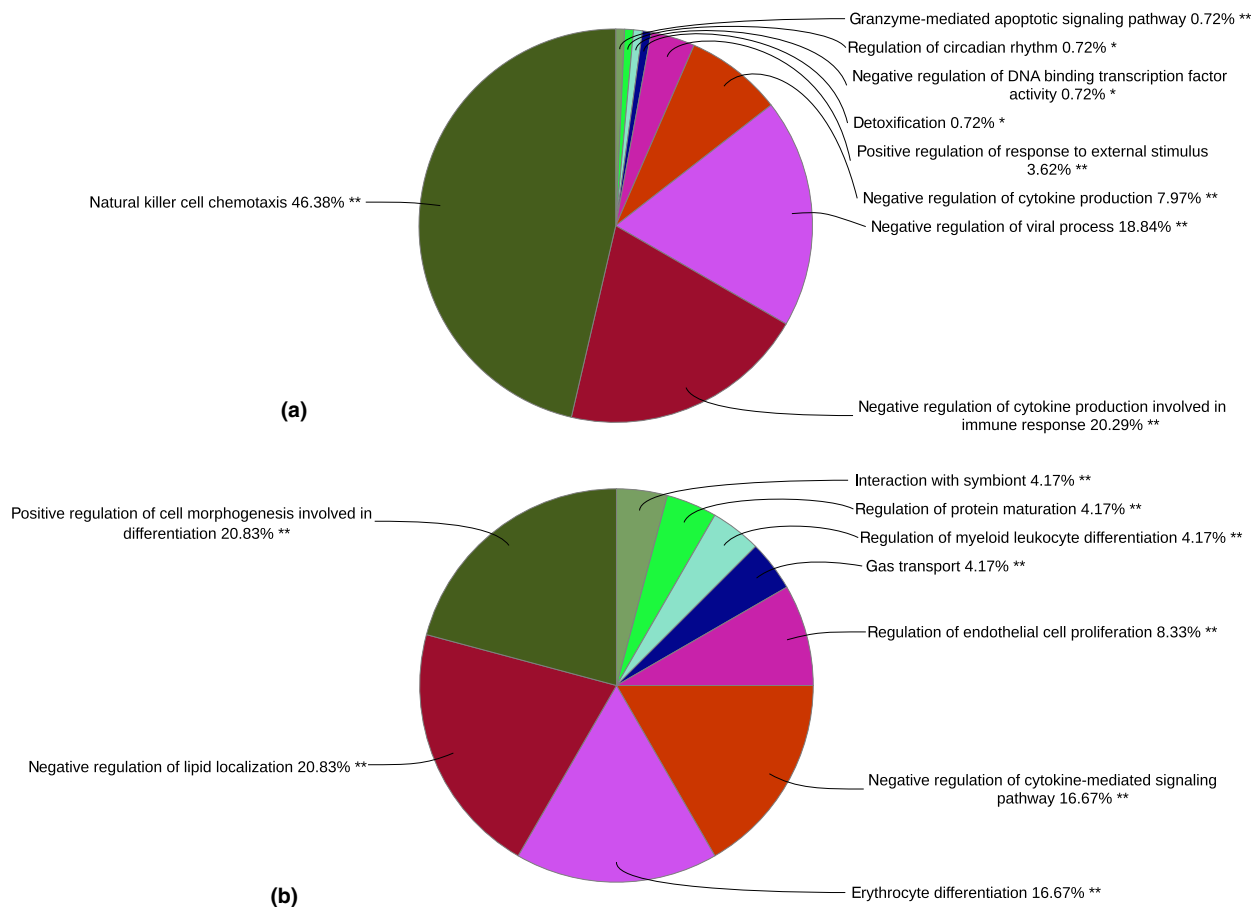 Granzyme-mediated apoptotic signaling pathway 0.72% **
Regulation of circadian rhythm 0.72% *
Negative regulation of DNA binding transcription factor
activity 0.72% *
Detoxification 0.72% *
Positive regulation of response to external stimulus
3.62% **
Negative regulation of cytokine production 7.97% **
Negative regulation of viral process 18.84% **
Natural killer cell chemotaxis 46.38% **
Negative regulation of cytokine production involved in
immune response 20.29% **
(a)
Interaction with symbiont 4.17% **
Regulation of protein maturation 4.17% **
Regulation of myeloid leukocyte differentiation 4.17% **
Gas transport 4.17% **
Positive regulation of cell morphogenesis involved in
differentiation 20.83% **
Regulation of endothelial cell proliferation 8.33% **
Negative regulation of lipid localization 20.83% **
Negative regulation of cytokine-mediated signaling
pathway 16.67% **
Erythrocyte differentiation 16.67% **
(b)